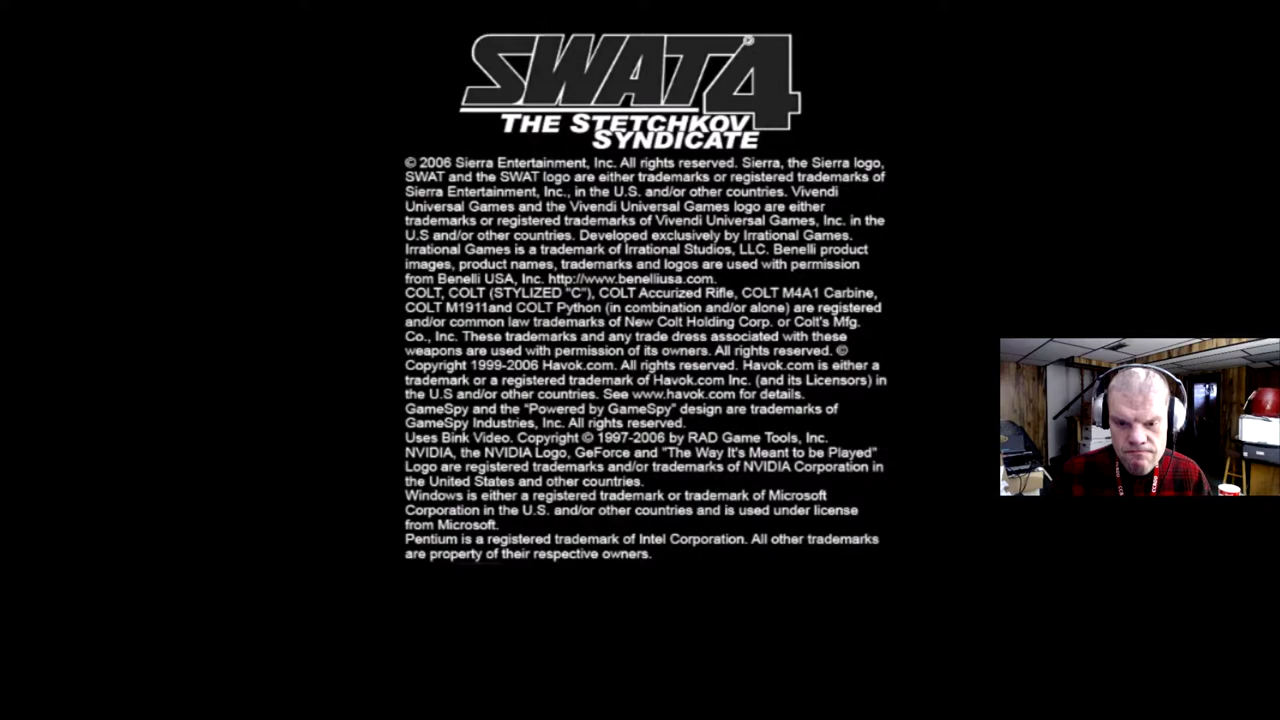 SWAT 4
THE STETCHKOV
SYNDICATE
© 2006 Sierra Entertainment, Inc. All rights reserved. Sierra, the Sierra logo,
SWAT and the SWAT logo are either trademarks or registered trademarks of
Sierra Entertainment, Inc., in the U.S. and/or other countries. Vivendi
Universal Games and the Vivendi Universal Games logo are either
trademarks or registered trademarks of Vivendi Universal Games, Inc. in the
U.S and/or other countries. Developed exclusively by Irrational Games.
Irrational Games is a trademark of Irrational Studios, LLC. Benelli product
images, product names, trademarks and logos are used with permission
from Benelli USA, Inc. http://www.benelliusa.com.
COLT, COLT (STYLIZED "C"), COLT Accurized Rifle, COLT M4A1 Carbine,
COLT M1911and COLT Python (in combination and/or alone) are registered
and/or common law trademarks of New Colt Holding Corp. or Colt's Mfg.
Co., Inc. These trademarks and any trade dress associated with these
weapons are used with permission of its owners. All rights reserved. ©
Copyright 1999-2006 Havok.com. All rights reserved. Havok.com is either a
trademark or a registered trademark of Havok.com Inc. (and its Licensors) in
the U.S and/or other countries. See www.havok.com for details.
GameSpy and the "Powered by GameSpy" design are trademarks of
GameSpy Industries, Inc. All rights reserved.
Uses Bink Video. Copyright © 1997-2006 by RAD Game Tools, Inc.
NVIDIA, the NVIDIA Logo, GeForce and "The Way It's Meant to be Played"
Logo are registered trademarks and/or trademarks of NVIDIA Corporation in
the United States and other countries.
Windows is either a registered trademark or trademark of Microsoft
Corporation in the U.S. and/or other countries and is used under license
from Microsoft.
Pentium is a registered trademark of Intel Corporation. All other trademarks
are property of their respective owners.